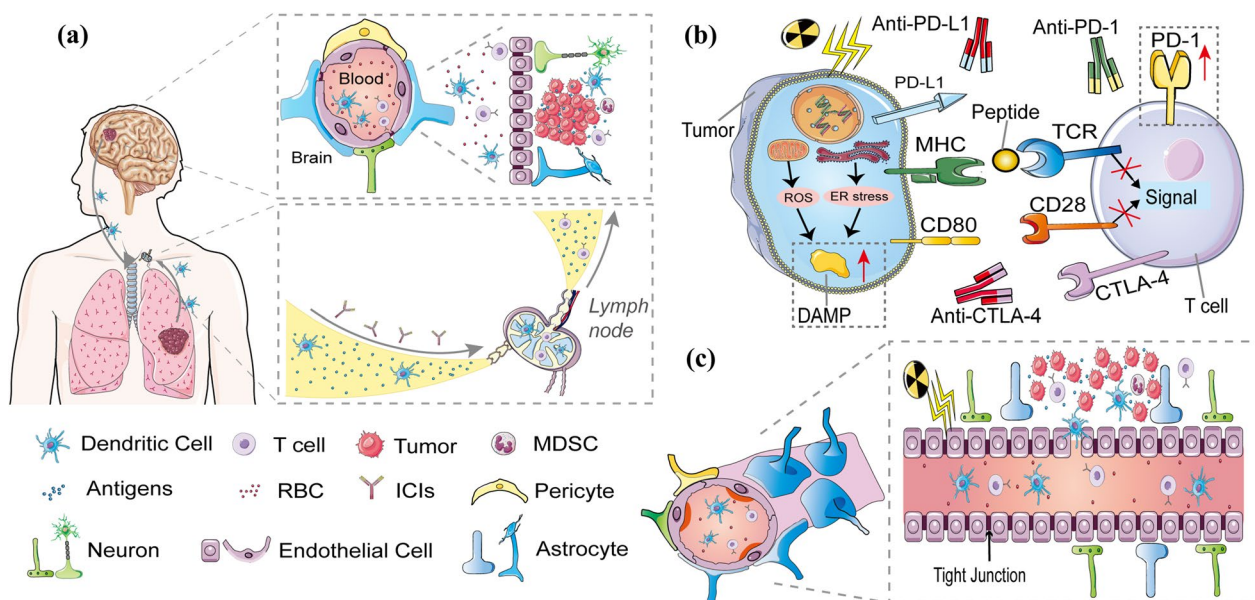 (a)
Blood
Brain
Lymph
node
Dendritic Cell
T cell
Tumor
MDSC
Antigens
RBC
ICIs
Pericyte
Neuron
Endothelial Cell
Astrocyte
(b)
Anti-PD-L1
Anti-PD-1
PD-1
PD-L1
Tumor
Peptide
MHC
TCR
ROS
ER stress
Signal
CD28
CD80
DAMP
CTLA-4
Anti-CTLA-4
T cell
(c)
Tight Junction